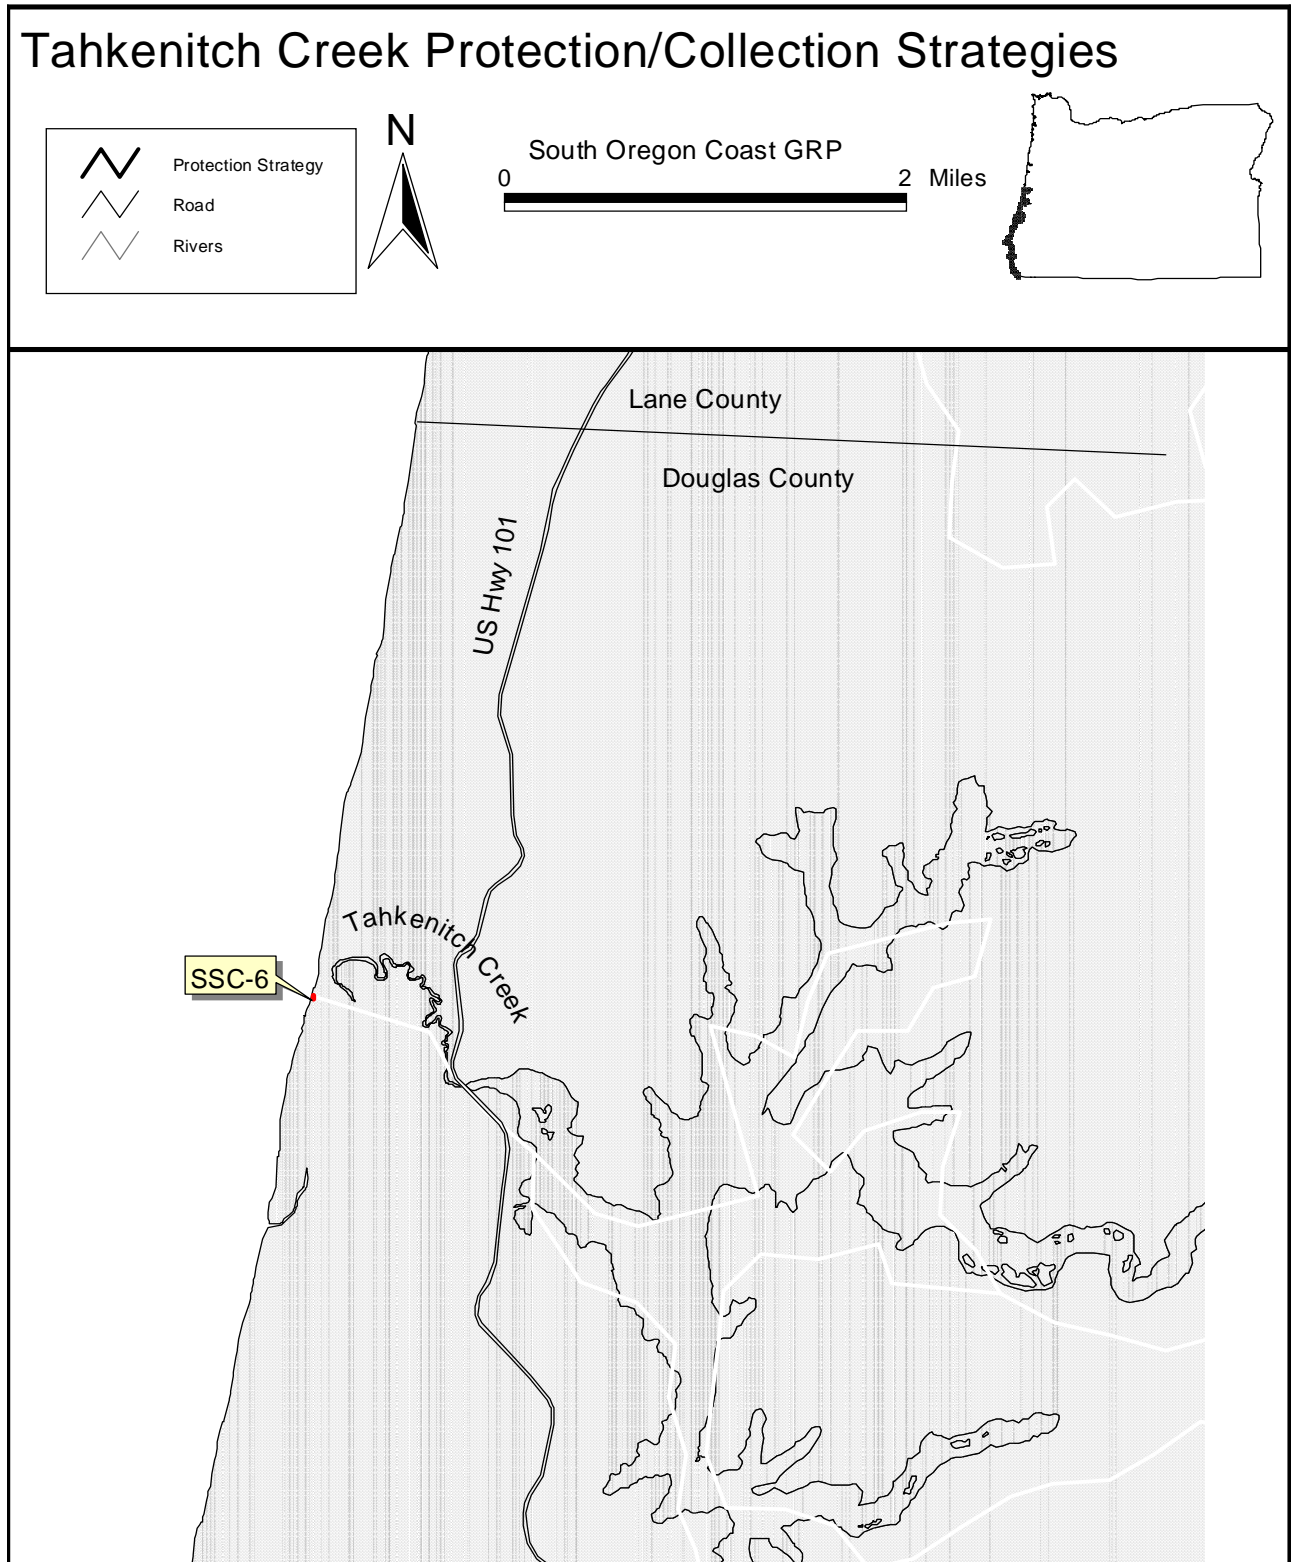 Tahkenitch Creek Protection/Collection Strategies
Protection Strategy
Road
Rivers
N
South Oregon Coast GRP
0 2 Miles
Lane County
Douglas County
US Hwy 101
Tahkenitch Creek
SSC-6